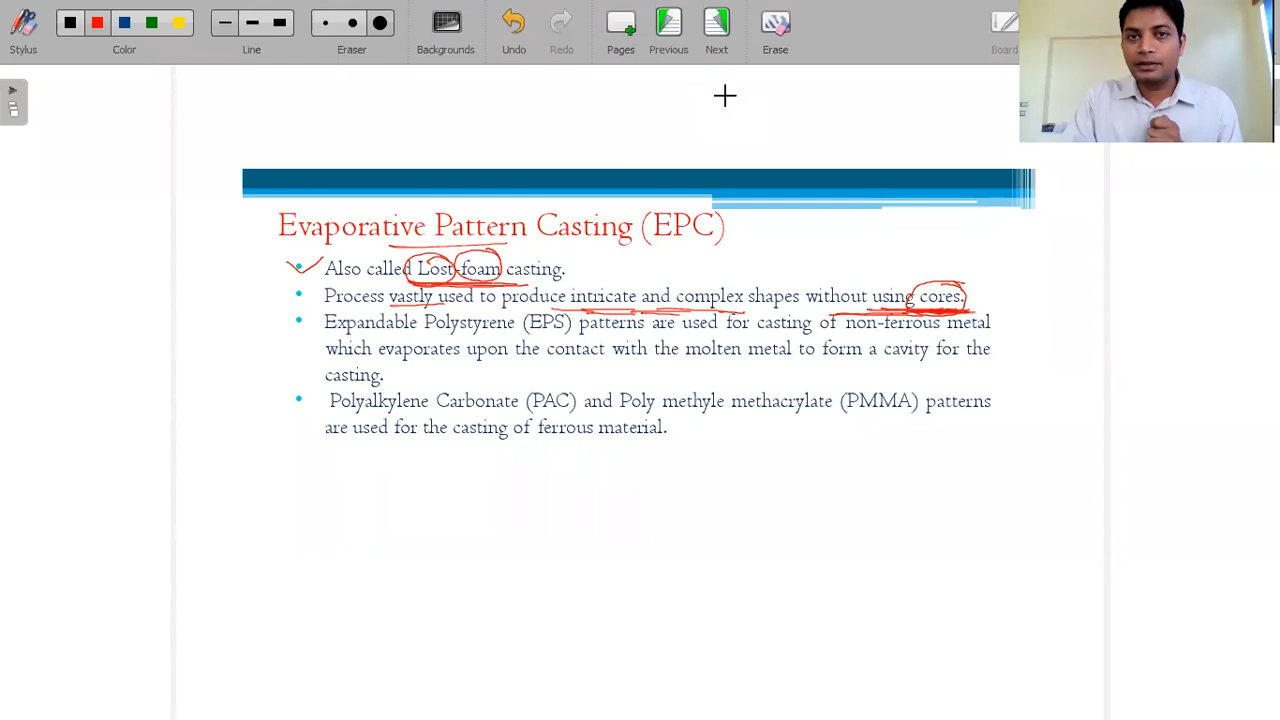 Stylus
Color
Line
Eraser
Backgrounds
Undo
Redo
Pages
Previous
Next
Erase
Board
Evaporative Pattern Casting (EPC)
• Also called Lost-foam casting.
• Process vastly used to produce intricate and complex shapes without using cores.
• Expandable Polystyrene (EPS) patterns are used for casting of non-ferrous metal
which evaporates upon the contact with the molten metal to form a cavity for the
casting.
• Polyalkylene Carbonate (PAC) and Poly methyle methacrylate (PMMA) patterns
are used for the casting of ferrous material.